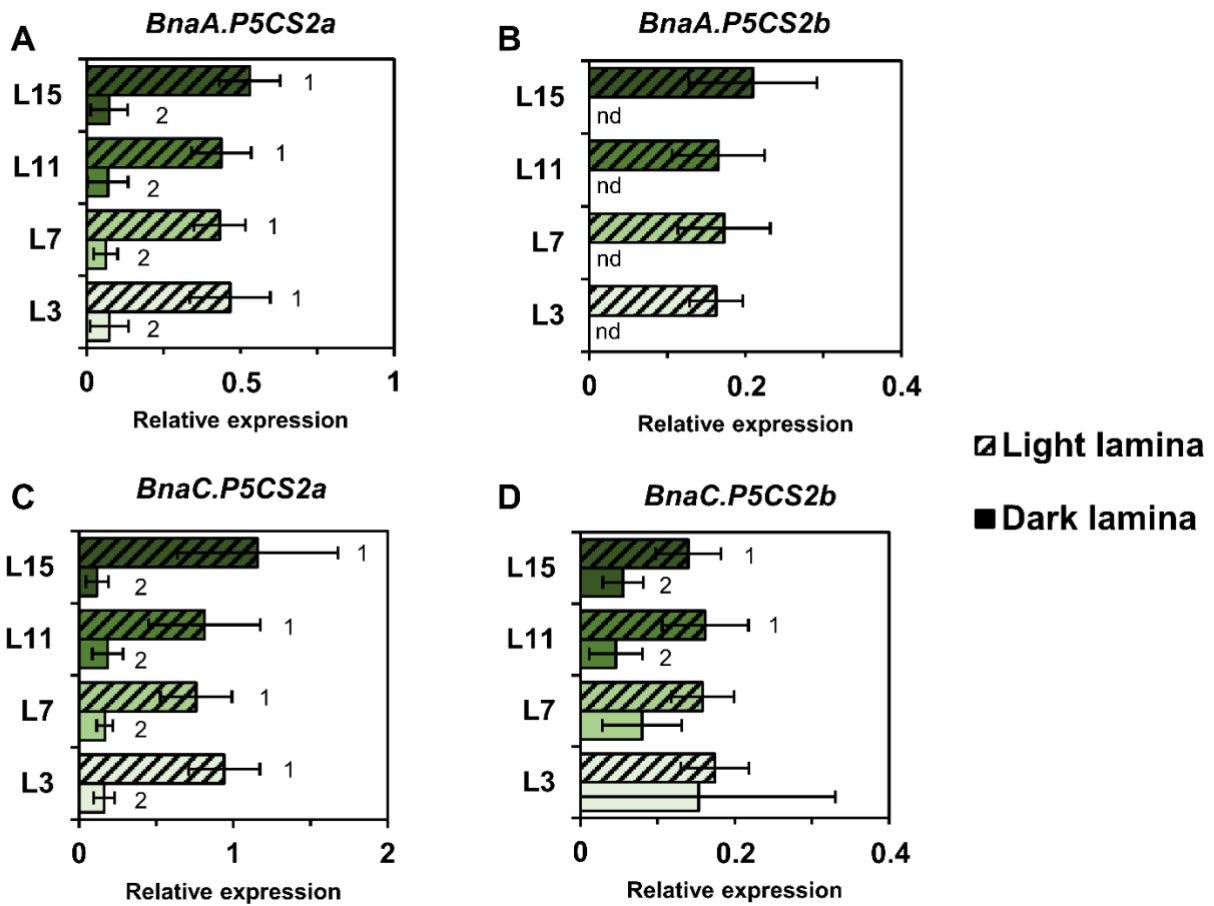 A
BnaA.P5CS2a
L15
1
2
L11
1
2
L7
1
2
L3
1
2
0
0.5
1
Relative expression
B
BnaA.P5CS2b
L15
nd
L11
nd
L7
nd
L3
nd
0
0.2
0.4
Relative expression
C
BnaC.P5CS2a
L15
1
2
L11
1
2
L7
1
2
L3
1
2
0
1
2
Relative expression
D
BnaC.P5CS2b
L15
1
2
L11
1
2
L7
L3
0
0.2
0.4
Relative expression
Light lamina
Dark lamina